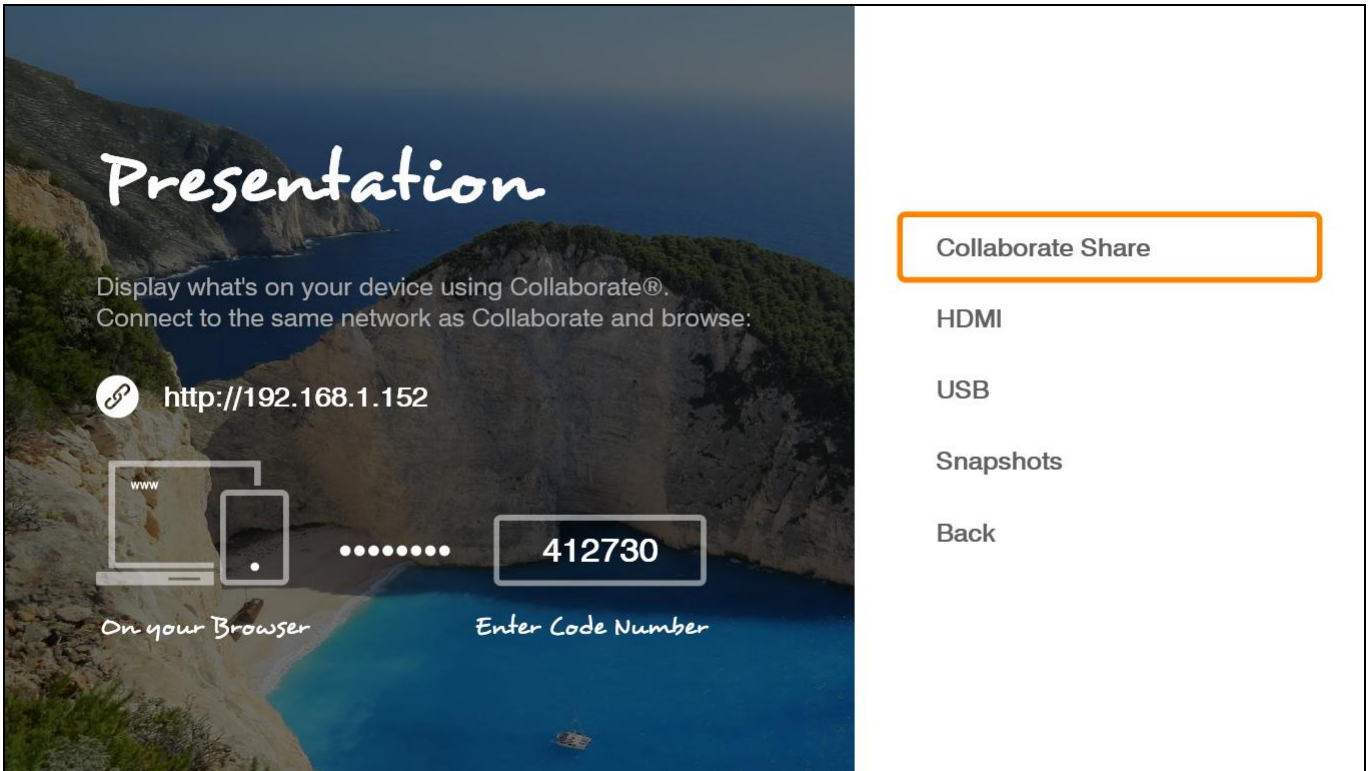 Presentation
Display what's on your device using Collaborate®.
Connect to the same network as Collaborate and browse:
http://192.168.1.152
www
412730
On your Browser
Enter Code Number
Collaborate Share
HDMI
USB
Snapshots
Back